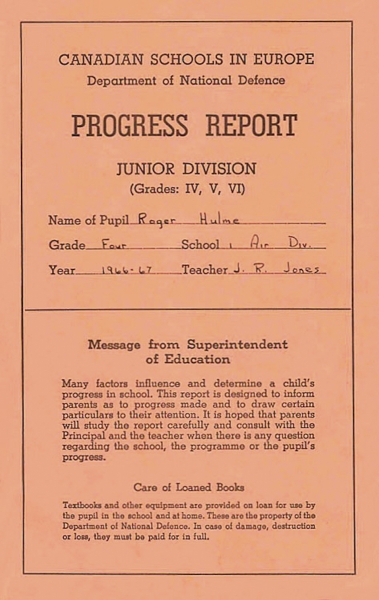 CANADIAN SCHOOLS IN EUROPE
Department of National Defence
PROGRESS REPORT
JUNIOR DIVISION
(Grades: IV, V, VI)
Name of Pupil Roger Hulme
Grade Four School 1 Air Div.
Year 1966-67 Teacher J. R. Jones
Message from Superintendent
of Education
Many factors influence and determine a child's
progress in school. This report is designed to inform
parents as to progress made and to draw certain
particulars to their attention. It is hoped that parents
will study the report carefully and consult with the
Principal and the teacher when there is any question
regarding the school, the programme or the pupil's
progress.
Care of Loaned Books
Textbooks and other equipment are provided on loan for use by
the pupil in the school and at home. These are the property of the
Department of National Defence. In case of damage, destruction
or loss, they must be paid for in full.